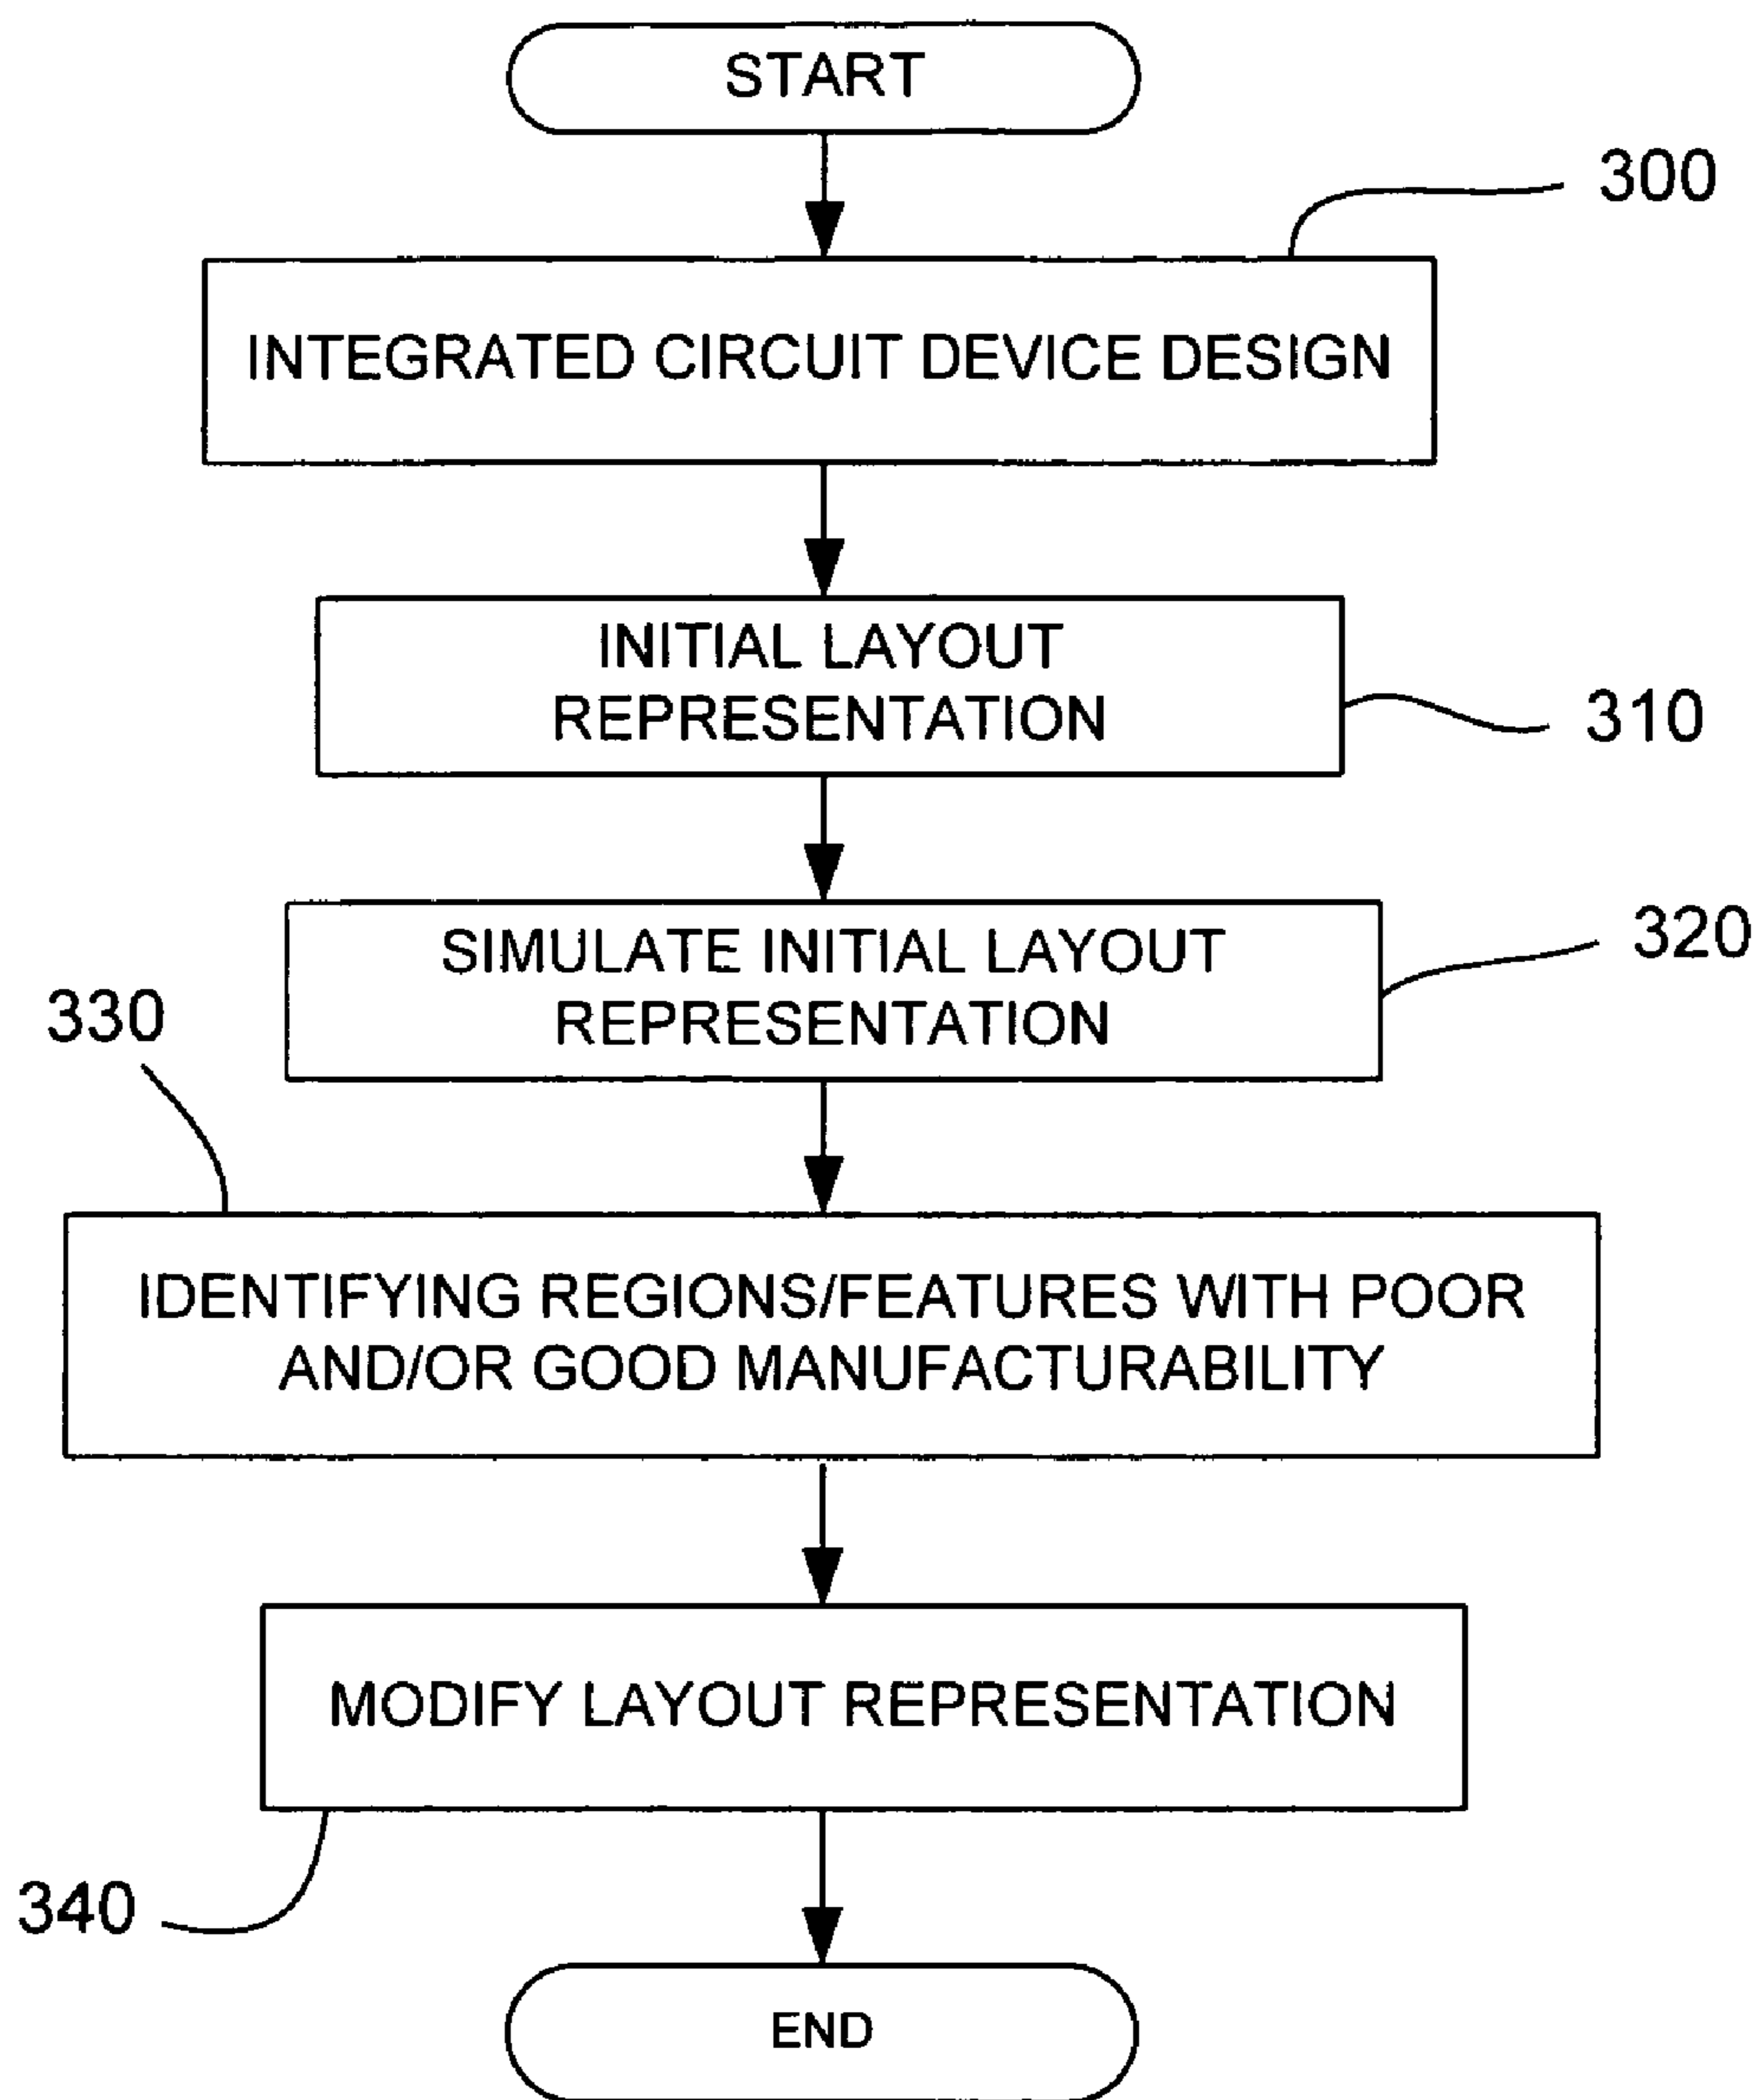 START
300
INTEGRATED CIRCUIT DEVICE DESIGN
INITIAL LAYOUT
REPRESENTATION
310
SIMULATE INITIAL LAYOUT
REPRESENTATION
320
330
IDENTIFYING REGIONS/FEATURES WITH POOR
AND/OR GOOD MANUFACTURABILITY
MODIFY LAYOUT REPRESENTATION
340
END